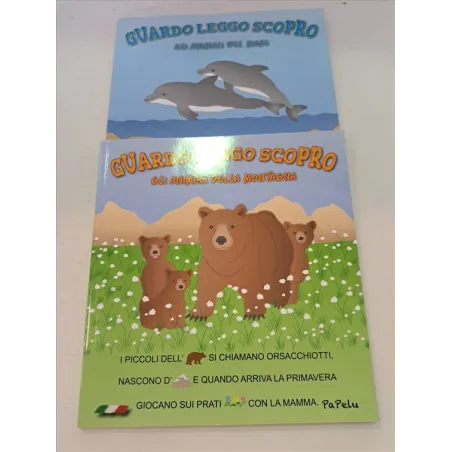 GUARDO LEGGO SCOPRO
GLI ANIMALI DEL MARE
GUARDO LEGGO SCOPRO
GLI ANIMALI DELLA MONTAGNA
I PICCOLI DELL' SI CHIAMANO ORSACCHIOTTI,
NASCONO D' E QUANDO ARRIVA LA PRIMAVERA
GIOCANO SUI PRATI CON LA MAMMA. PaPeLu